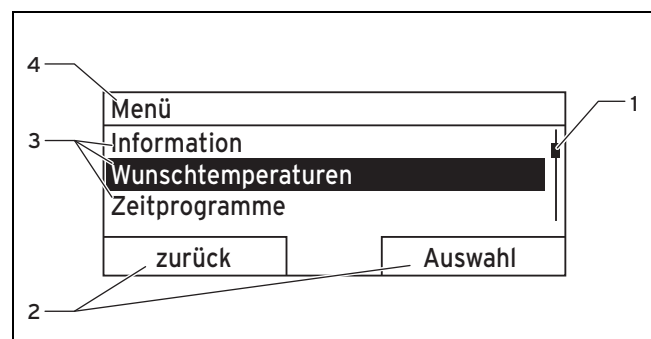 4
1
Menü
3
Information
Wunschtemperaturen
Zeitprogramme
zurück Auswahl
2